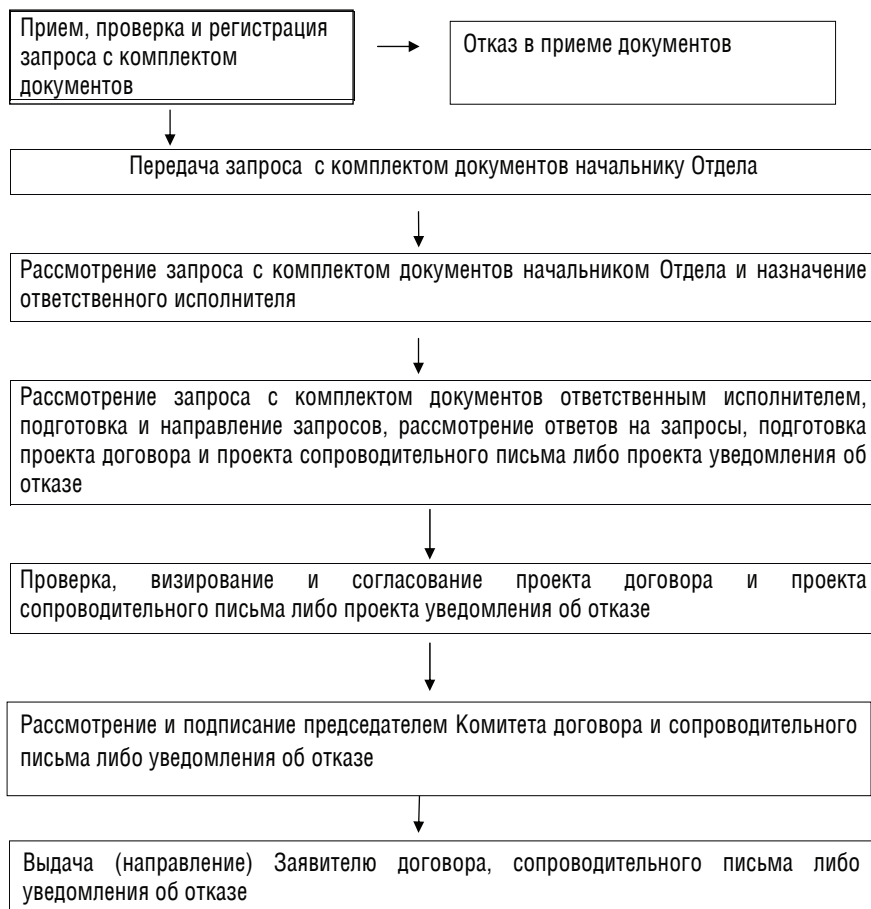 Прием, проверка и регистрация
запроса с комплектом
документов
Отказ в приеме документов
Передача запроса с комплектом документов начальнику Отдела
Рассмотрение запроса с комплектом документов начальником Отдела и назначение
ответственного исполнителя
Рассмотрение запроса с комплектом документов ответственным исполнителем,
подготовка и направление запросов, рассмотрение ответов на запросы, подготовка
проекта договора и проекта сопроводительного письма либо проекта уведомления об
отказе
Проверка, визирование и согласование проекта договора и проекта
сопроводительного письма либо проекта уведомления об отказе
Рассмотрение и подписание председателем Комитета договора и сопроводительного
письма либо уведомления об отказе
Выдача (направление) Заявителю договора, сопроводительного письма либо
уведомления об отказе